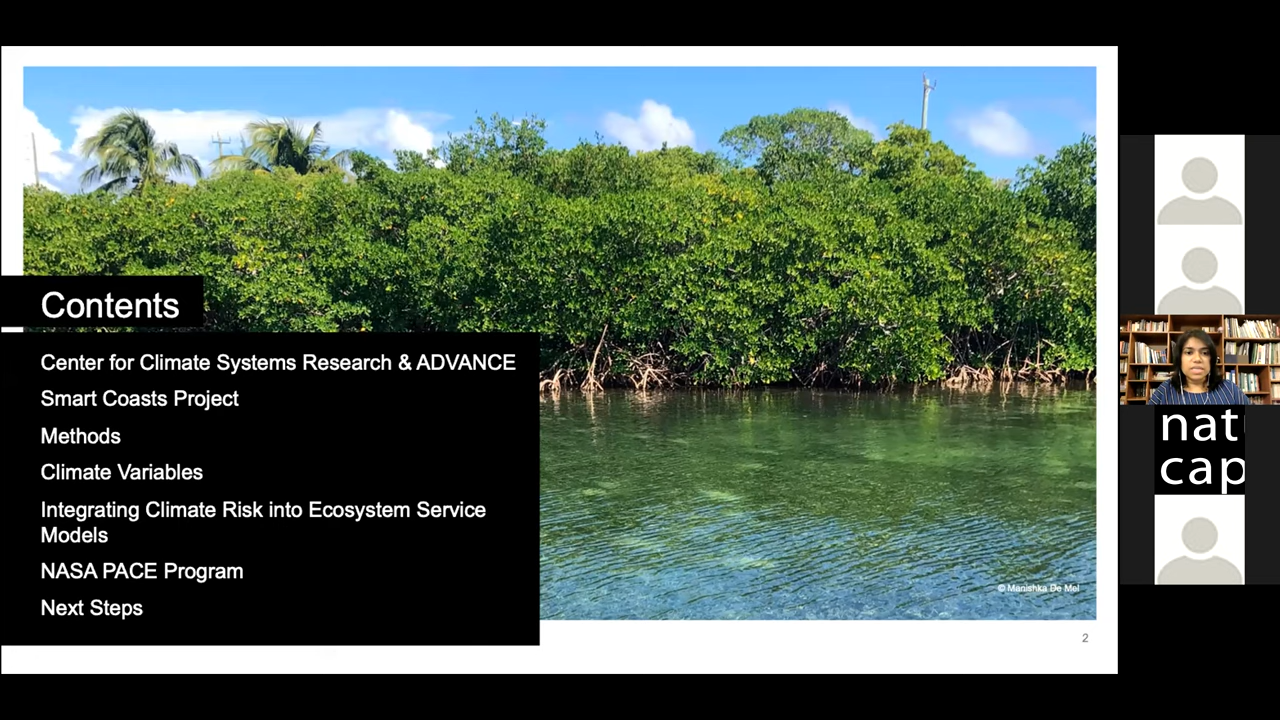 Contents
Center for Climate Systems Research & ADVANCE
Smart Coasts Project
Methods
Climate Variables
Integrating Climate Risk into Ecosystem Service
Models
NASA PACE Program
Next Steps
© Manishka De Mel
2
nat
cap